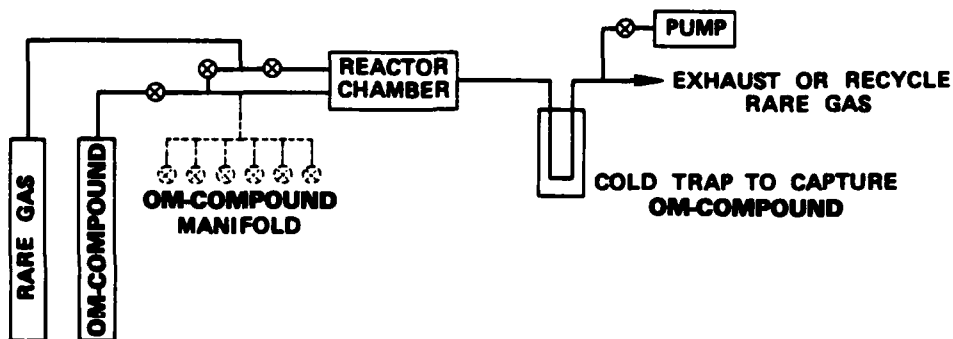 PUMP
REACTOR
CHAMBER
EXHAUST OR RECYCLE
RARE GAS
RARE GAS
OM-COMPOUND
OM-COMPOUND
MANIFOLD
COLD TRAP TO CAPTURE
OM-COMPOUND